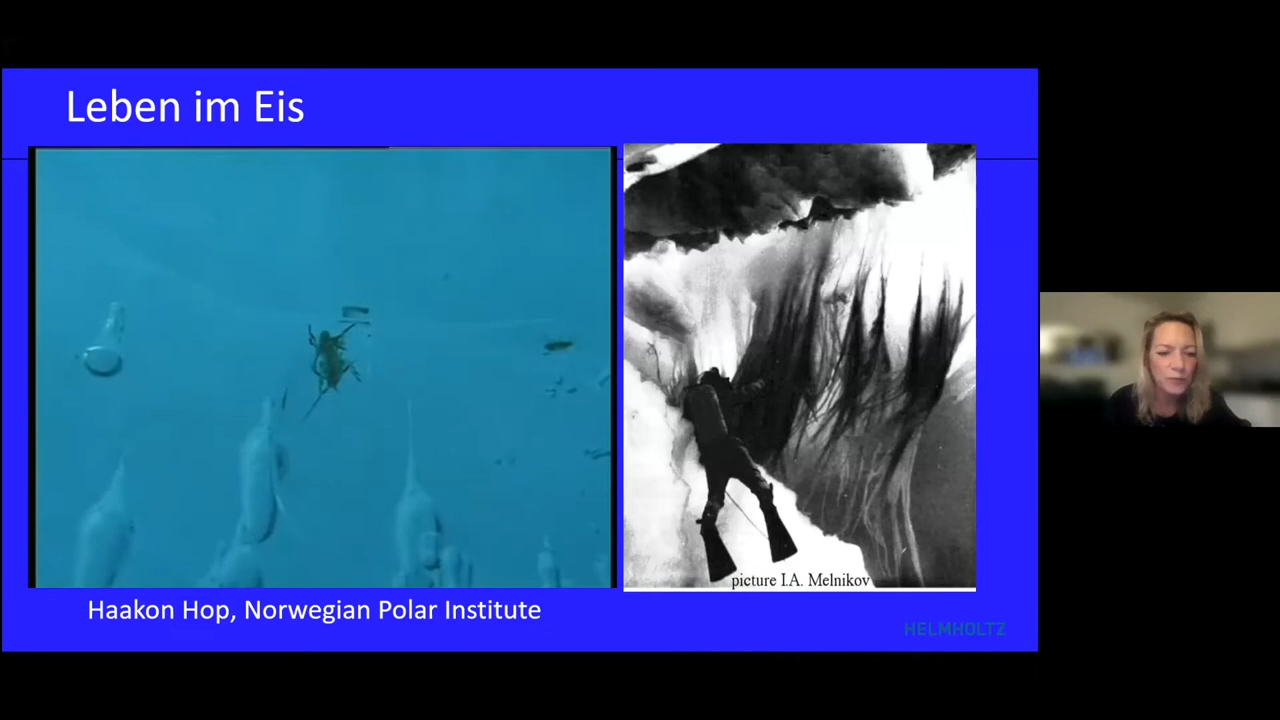 Leben im Eis
picture I.A. Melnikov
Haakon Hop, Norwegian Polar Institute
HELMHOLTZ